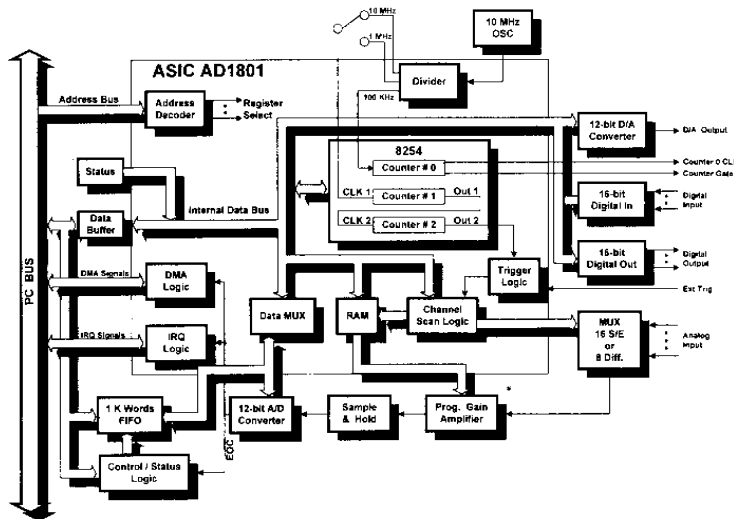 10 MHz
1 MHz
10 MHz
OSC
ASIC AD1801
Divider
100 KHz
Address Bus
Address
Decoder
Register
Select
12-bit D/A
Converter
D/A Output
8254
Counter # 0
Counter 0 CLK
Counter Gate
Status
CLK 1
Counter # 1
Out 1
16-bit
Digital In
Digital
Input
Internal Data Bus
Data
Buffer
CLK 2
Counter # 2
Out 2
16-bit
Digital Out
Digital
Output
PC BUS
DMA Signals
DMA
Logic
Trigger
Logic
Ext Trig
Data MUX
RAM
Channel
Scan Logic
IRQ Signals
IRQ
Logic
MUX
16 S/E
or
8 Diff.
Analog
Input
1 K Words
FIFO
12-bit A/D
Converter
Sample
& Hold
Prog. Gain
Amplifier
*
EOC
Control / Status
Logic